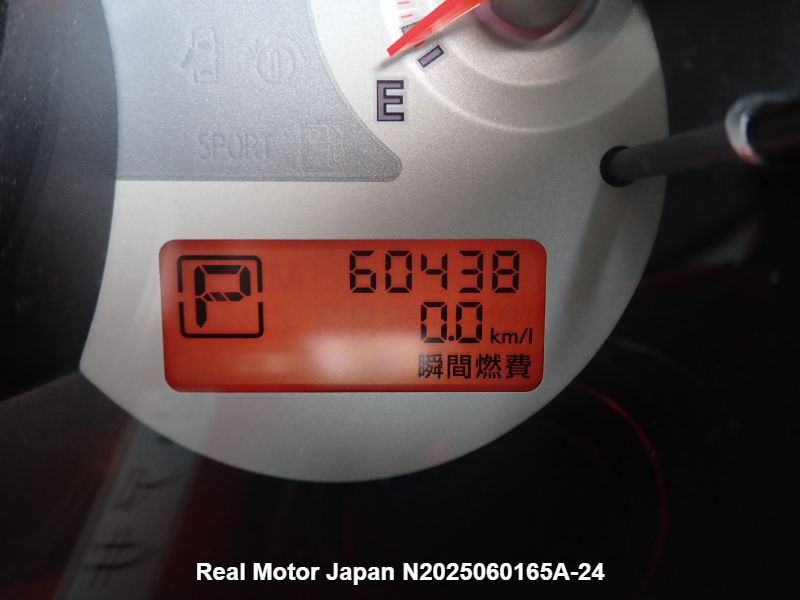 E
SPORT
P
60438
0.0 km/l
瞬間燃費
Real Motor Japan N2025060165A-24